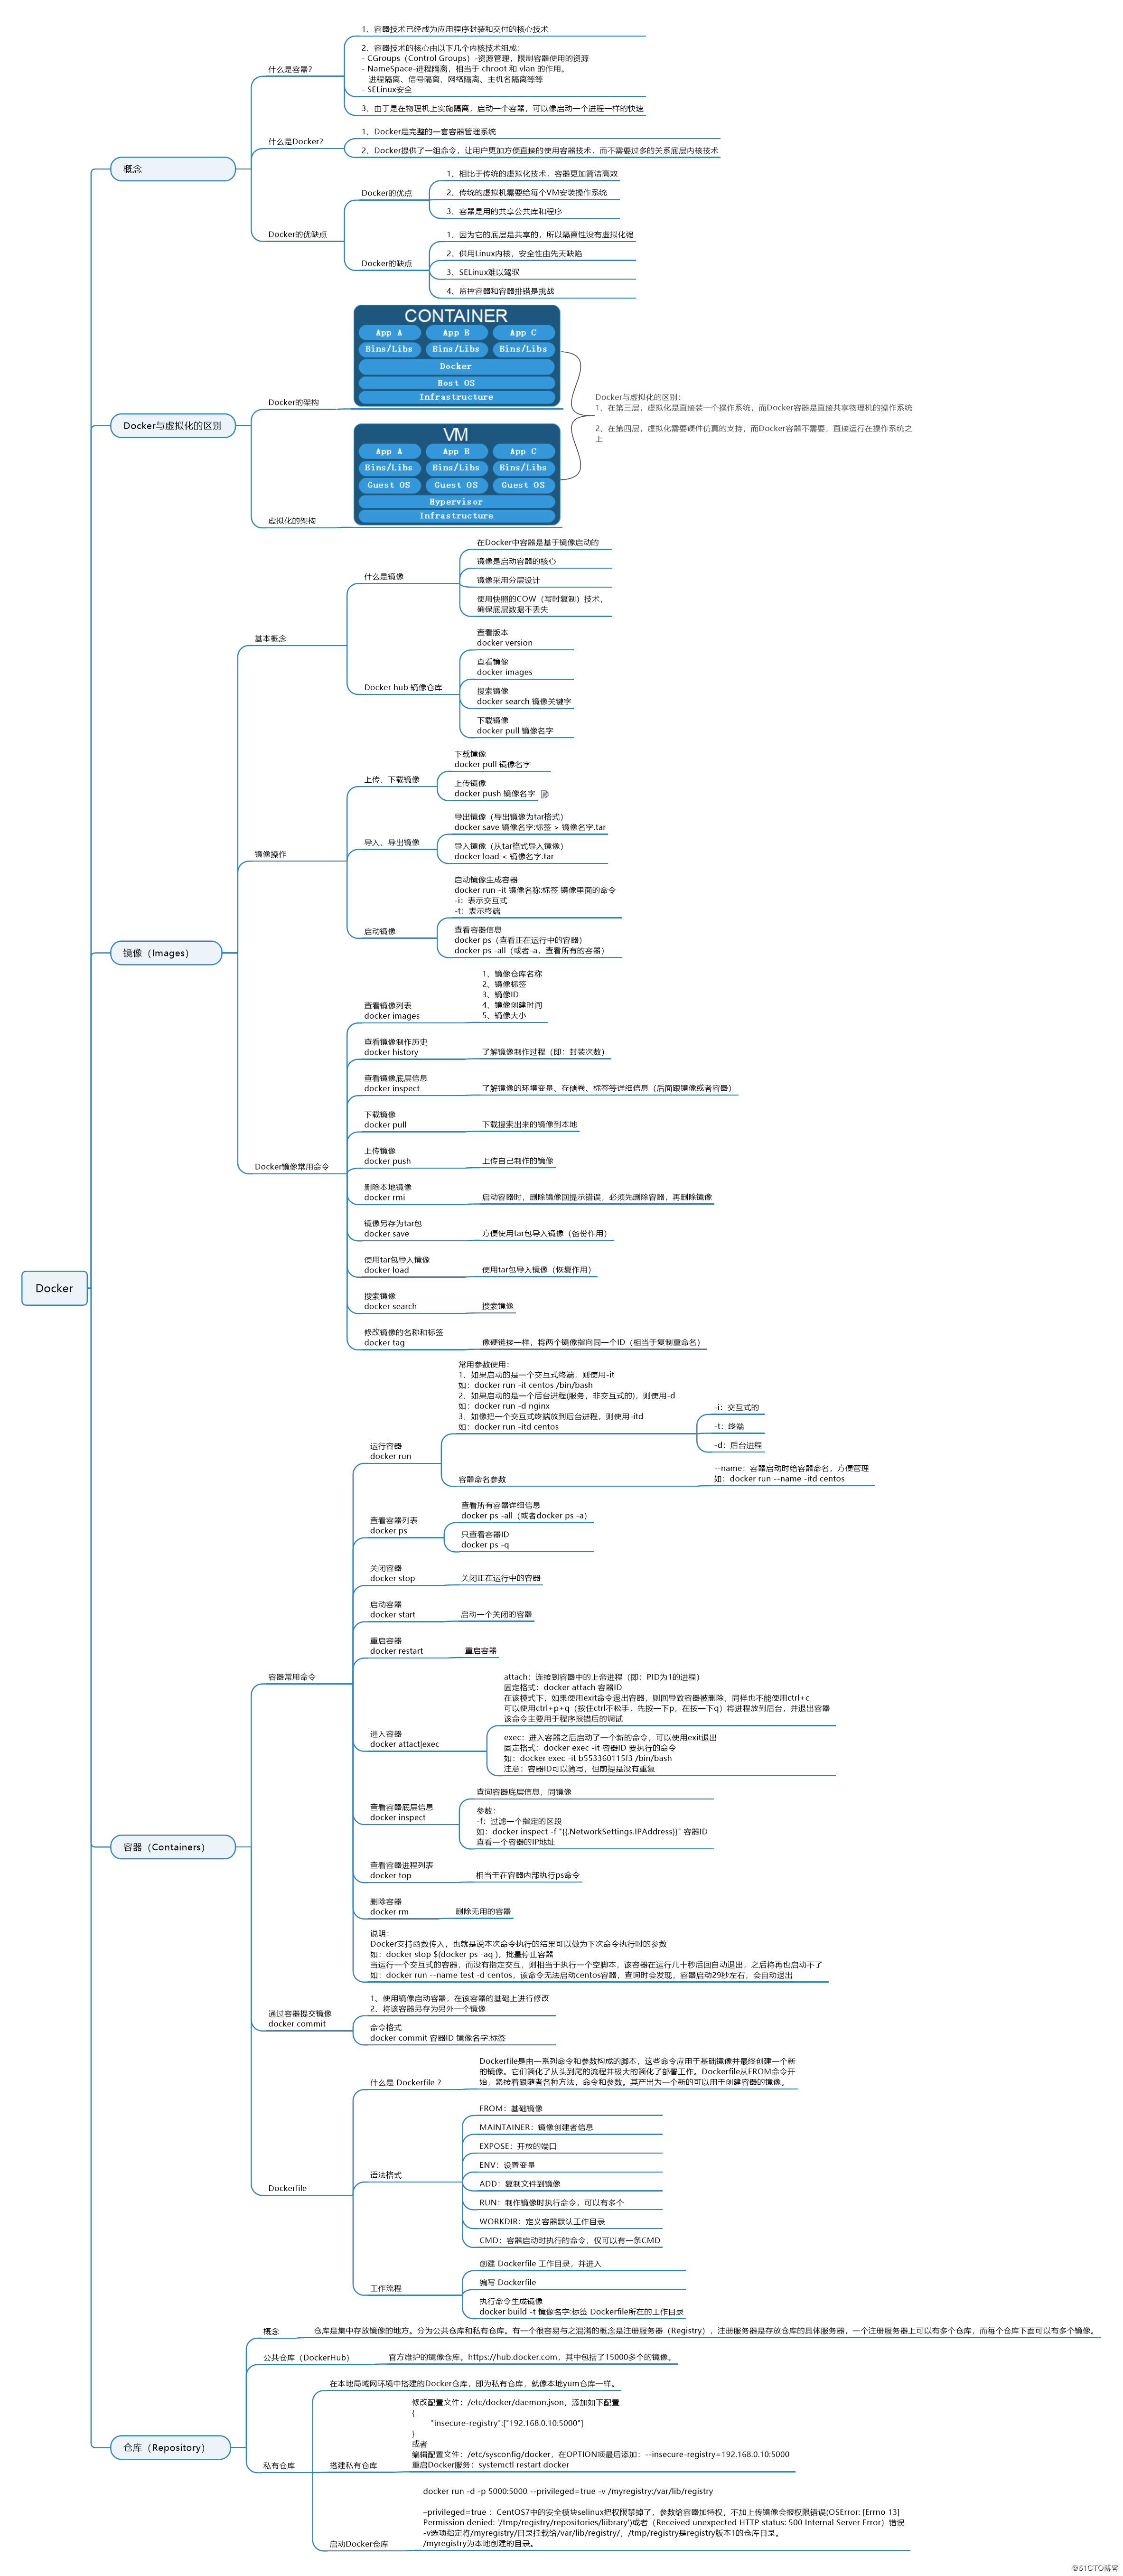 Docker
概念
什么是容器?
1、容器技术已经成为应用程序封装和交付的核心技术
2、容器技术的核心由以下几个内核技术组成：
- CGroups（Control Groups）-资源管理，限制容器使用的资源
- NameSpace-进程隔离，相当于 chroot 和 vlan 的作用。
进程隔离、信号隔离、网络隔离、主机名隔离等等
- SELinux安全
3、由于是在物理机上实施隔离，启动一个容器，可以像启动一个进程一样的快速
什么是Docker?
1、Docker是完整的一套容器管理系统
2、Docker提供了一组命令，让用户更加方便直接的使用容器技术，而不需要过多的关系底层内核技术
Docker的优缺点
Docker的优点
1、相比于传统的虚拟化技术，容器更加简洁高效
2、传统的虚拟机需要给每个VM安装操作系统
3、容器是用的共享公共库和程序
Docker的缺点
1、因为它的底层是共享的，所以隔离性没有虚拟化强
2、供用Linux内核，安全性由先天缺陷
3、SELinux难以驾驭
4、监控容器和容器排错是挑战
Docker与虚拟化的区别
Docker的架构
CONTAINER
App A App B App C
Bins/Libs Bins/Libs Bins/Libs
Docker
Host OS
Infrastructure
虚拟化的架构
VM
App A App B App C
Bins/Libs Bins/Libs Bins/Libs
Guest OS Guest OS Guest OS
Hypervisor
Infrastructure
Docker与虚拟化的区别：
1、在第三层，虚拟化是直接装一个操作系统，而Docker容器是直接共享物理机的操作系统
2、在第四层，虚拟化需要硬件仿真的支持，而Docker容器不需要，直接运行在操作系统之
上
镜像（Images）
基本概念
什么是镜像
在Docker中容器是基于镜像启动的
镜像是启动容器的核心
镜像采用分层设计
使用快照的COW（写时复制）技术，
确保底层数据不丢失
Docker hub 镜像仓库
查看版本
docker version
查看镜像
docker images
搜索镜像
docker search 镜像关键字
下载镜像
docker pull 镜像名字
镜像操作
上传、下载镜像
下载镜像
docker pull 镜像名字
上传镜像
docker push 镜像名字
导入、导出镜像
导出镜像（导出镜像为tar格式）
docker save 镜像名字:标签 > 镜像名字.tar
导入镜像（从tar格式导入镜像）
docker load < 镜像名字.tar
启动镜像
启动镜像生成容器
docker run -it 镜像名称:标签 镜像里面的命令
-i：表示交互式
-t：表示终端
查看容器信息
docker ps（查看正在运行中的容器）
docker ps -all（或者-a，查看所有的容器）
Docker镜像常用命令
查看镜像列表
docker images
1、镜像仓库名称
2、镜像标签
3、镜像ID
4、镜像创建时间
5、镜像大小
查看镜像制作历史
docker history
了解镜像制作过程（即：封装次数）
查看镜像底层信息
docker inspect
了解镜像的环境变量、存储卷、标签等详细信息（后面跟镜像或者容器）
下载镜像
docker pull
下载搜索出来的镜像到本地
上传镜像
docker push
上传自己制作的镜像
删除本地镜像
docker rmi
启动容器时，删除镜像回提示错误，必须先删除容器，再删除镜像
镜像另存为tar包
docker save
方便使用tar包导入镜像（备份作用）
使用tar包导入镜像
docker load
使用tar包导入镜像（恢复作用）
搜索镜像
docker search
搜索镜像
修改镜像的名称和标签
docker tag
像硬链接一样，将两个镜像指向同一个ID（相当于复制重命名）
容器（Containers）
容器常用命令
运行容器
docker run
常用参数使用：
1、如果启动的是一个交互式终端，则使用-it
如：docker run -it centos /bin/bash
2、如果启动的是一个后台进程(服务，非交互式的)，则使用-d
如：docker run -d nginx
3、如像把一个交互式终端放到后台进程，则使用-itd
如：docker run -itd centos
-i：交互式的
-t：终端
-d：后台进程
容器命名参数
--name：容器启动时给容器命名，方便管理
如：docker run --name -itd centos
查看容器列表
docker ps
查看所有容器详细信息
docker ps -all（或者docker ps -a）
只查看容器ID
docker ps -q
关闭容器
docker stop
关闭正在运行中的容器
启动容器
docker start
启动一个关闭的容器
重启容器
docker restart
重启容器
进入容器
docker attact|exec
attach：连接到容器中的上帝进程（即：PID为1的进程）
固定格式：docker attach 容器ID
在该模式下，如果使用exit命令退出容器，则回导致容器被删除，同样也不能使用ctrl+c
可以使用ctrl+p+q（按住ctrl不松手，先按一下p，在按一下q）将进程放到后台，并退出容器
该命令主要用于程序报错后的调试
exec：进入容器之后启动了一个新的命令，可以使用exit退出
固定格式：docker exec -it 容器ID 要执行的命令
如：docker exec -it b553360115f3 /bin/bash
注意：容器ID可以简写，但前提是没有重复
查看容器底层信息
docker inspect
查询容器底层信息，同镜像
参数：
-f：过滤一个指定的区段
如：docker inspect -f "{{.NetworkSettings.IPAddress}}" 容器ID
查看一个容器的IP地址
查看容器进程列表
docker top
相当于在容器内部执行ps命令
删除容器
docker rm
删除无用的容器
说明：
Docker支持函数传入，也就是说本次命令执行的结果可以做为下次命令执行时的参数
如：docker stop $(docker ps -aq )，批量停止容器
当运行一个交互式的容器，而没有指定交互，则相当于执行一个空脚本，该容器在运行几十秒后回自动退出，之后将再也启动不了
如：docker run --name test -d centos，该命令无法启动centos容器，查询时会发现，容器启动29秒左右，会自动退出
通过容器提交镜像
docker commit
1、使用镜像启动容器，在该容器的基础上进行修改
2、将该容器另存为另外一个镜像
命令格式
docker commit 容器ID 镜像名字:标签
Dockerfile
什么是 Dockerfile ?
Dockerfile是由一系列命令和参数构成的脚本，这些命令应用于基础镜像并最终创建一个新
的镜像。它们简化了从头到尾的流程并极大的简化了部署工作。Dockerfile从FROM命令开
始，紧接着跟随者各种方法，命令和参数。其产出为一个新的可以用于创建容器的镜像。
语法格式
FROM：基础镜像
MAINTAINER：镜像创建者信息
EXPOSE：开放的端口
ENV：设置变量
ADD：复制文件到镜像
RUN：制作镜像时执行命令，可以有多个
WORKDIR：定义容器默认工作目录
CMD：容器启动时执行的命令，仅可以有一条CMD
工作流程
创建 Dockerfile 工作目录，并进入
编写 Dockerfile
执行命令生成镜像
docker build -t 镜像名字:标签 Dockerfile所在的工作目录
仓库（Repository）
概念
仓库是集中存放镜像的地方。分为公共仓库和私有仓库。有一个很容易与之混淆的概念是注册服务器（Registry），注册服务器是存放仓库的具体服务器，一个注册服务器上可以有多个仓库，而每个仓库下面可以有多个镜像。
公共仓库（DockerHub）
官方维护的镜像仓库。https://hub.docker.com，其中包括了15000多个的镜像。
私有仓库
在本地局域网环境中搭建的Docker仓库，即为私有仓库，就像本地yum仓库一样。
搭建私有仓库
修改配置文件：/etc/docker/daemon.json，添加如下配置
{
"insecure-registry":["192.168.0.10:5000"]
}
或者
编辑配置文件：/etc/sysconfig/docker，在OPTION项最后添加：--insecure-registry=192.168.0.10:5000
重启Docker服务：systemctl restart docker
启动Docker仓库
docker run -d -p 5000:5000 --privileged=true -v /myregistry:/var/lib/registry
–privileged=true ：CentOS7中的安全模块selinux把权限禁掉了，参数给容器加特权，不加上传镜像会报权限错误(OSError: [Errno 13]
Permission denied: '/tmp/registry/repositories/liibrary')或者（Received unexpected HTTP status: 500 Internal Server Error）错误
-v选项指定将/myregistry/目录挂载给/var/lib/registry/，/tmp/registry是registry版本1的仓库目录。
/myregistry为本地创建的目录。
@51CTO博客